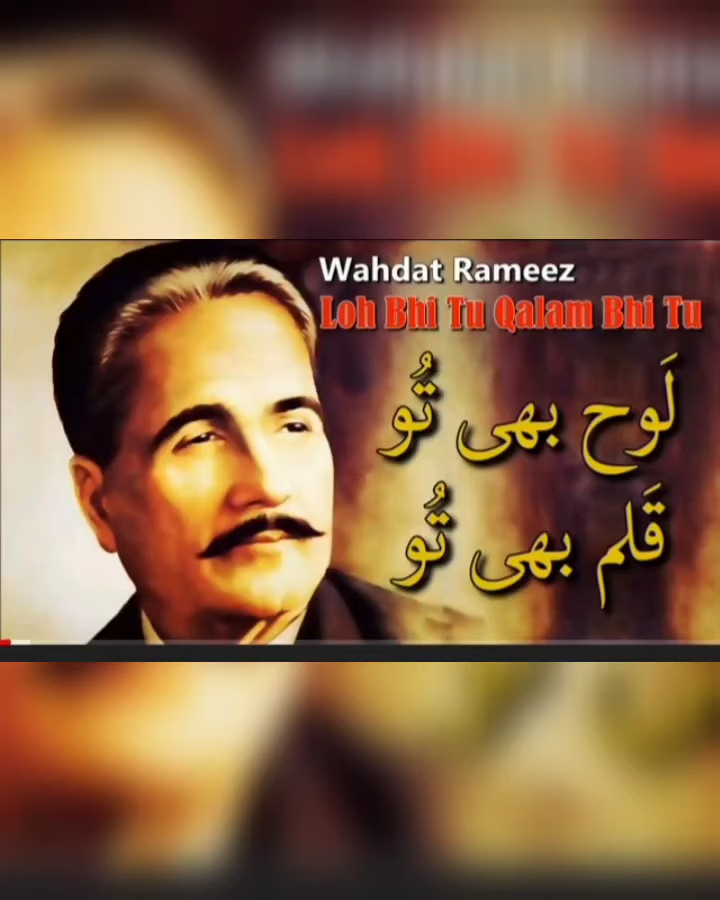 Wahdat Rameez
Loh Bhi Tu Qalam Bhi Tu
لَوح بھی تُو
قَلم بھی تُو